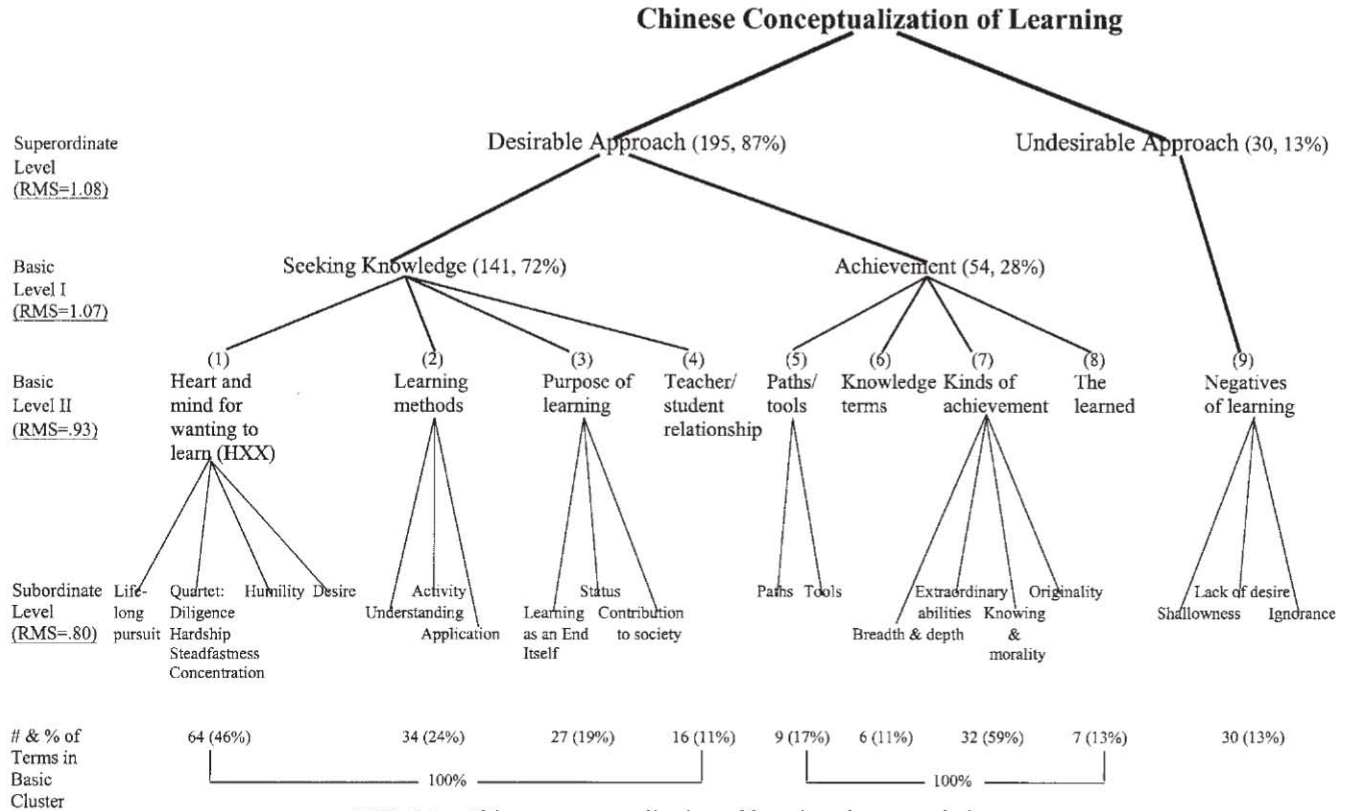 Chinese Conceptualization of Learning
Superordinate
Level
(RMS=1.08)
Desirable Approach (195, 87%)
Undesirable Approach (30, 13%)
Basic
Level I
(RMS=1.07)
Seeking Knowledge (141, 72%)
Achievement (54, 28%)
Basic
Level II
(RMS=.93)
(1)
Heart and
mind for
wanting to
learn (HXX)
(2)
Learning
methods
(3)
Purpose of
learning
(4)
Teacher/
student
relationship
(5)
Paths/
tools
(6)
Knowledge
terms
(7)
Kinds of
achievement
(8)
The
learned
(9)
Negatives
of learning
Subordinate
Level
(RMS=.80)
Life-
long
pursuit
Quartet:
Diligence
Hardship
Steadfastness
Concentration
Humility
Desire
Activity
Understanding
Application
Status
Learning
as an End
Itself
Contribution
to society
Paths
Tools
Extraordinary
abilities
Breadth & depth
Knowing
&
morality
Originality
Lack of desire
Shallowness
Ignorance
# & % of
Terms in
Basic
Cluster
64 (46%)
34 (24%)
27 (19%)
16 (11%)
9 (17%)
6 (11%)
32 (59%)
7 (13%)
30 (13%)
100%
100%